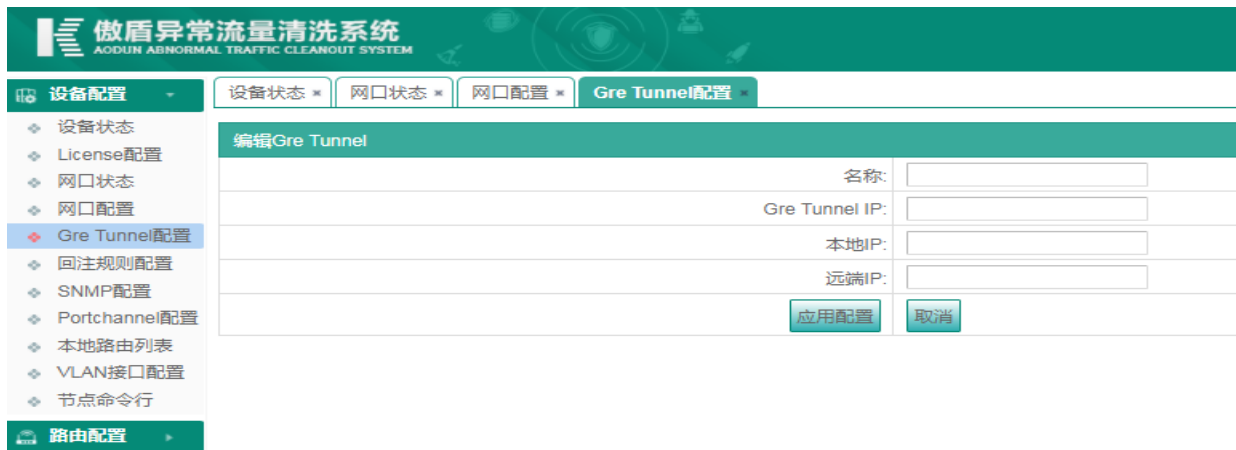 傲盾异常流量清洗系统
AODUN ABNORMAL TRAFFIC CLEANOUT SYSTEM
设备配置
设备状态
License配置
网口状态
网口配置
Gre Tunnel配置
回注规则配置
SNMP配置
Portchannel配置
本地路由列表
VLAN接口配置
节点命令行
路由配置
设备状态 × 网口状态 × 网口配置 × Gre Tunnel配置 ×
编辑Gre Tunnel
名称:
Gre Tunnel IP:
本地IP:
远端IP:
应用配置 取消